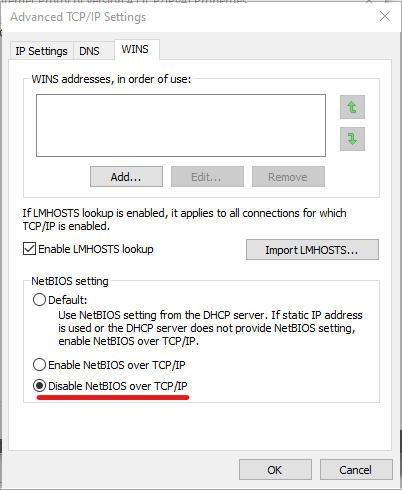 Advanced TCP/IP Settings
IP Settings DNS WINS
WINS addresses, in order of use:
Add... Edit... Remove
If LMHOSTS lookup is enabled, it applies to all connections for which
TCP/IP is enabled.
Enable LMHOSTS lookup Import LMHOSTS...
NetBIOS setting
Default:
Use NetBIOS setting from the DHCP server. If static IP address
is used or the DHCP server does not provide NetBIOS setting,
enable NetBIOS over TCP/IP.
Enable NetBIOS over TCP/IP
Disable NetBIOS over TCP/IP
OK Cancel